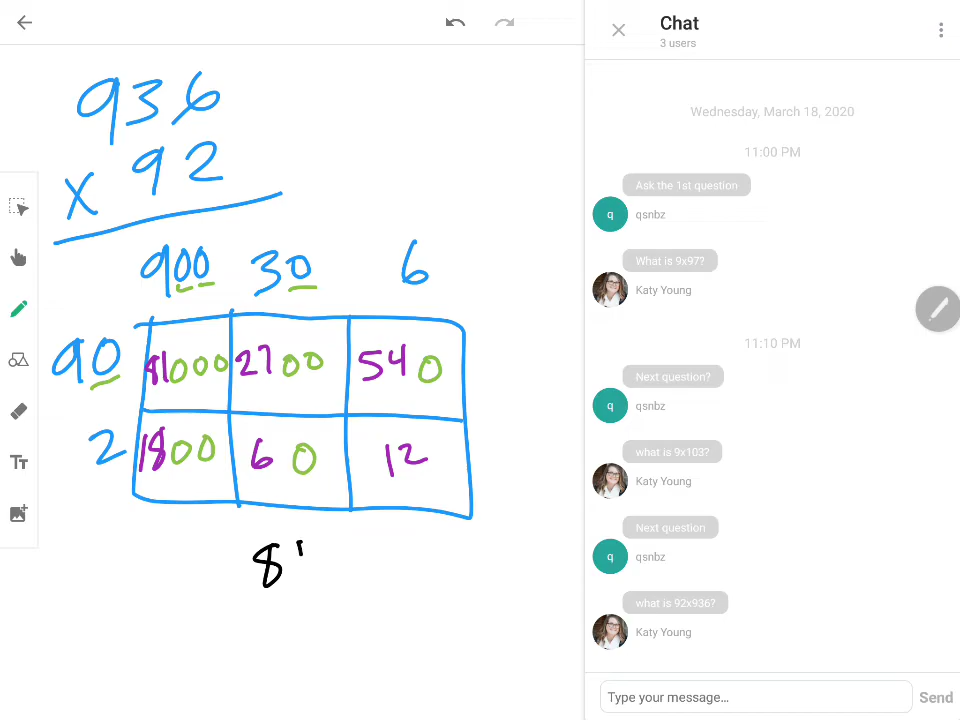 Chat
3 users
936
x 92
900 30 6
90 81000 2700 540
2 1800 60 12
8
Tт
Wednesday, March 18, 2020
11:00 PM
Ask the 1st question
q qsnbz
What is 9x97?
Katy Young
11:10 PM
Next question?
q qsnbz
what is 9x103?
Katy Young
Next question
q qsnbz
what is 92x936?
Katy Young
Type your message... Send